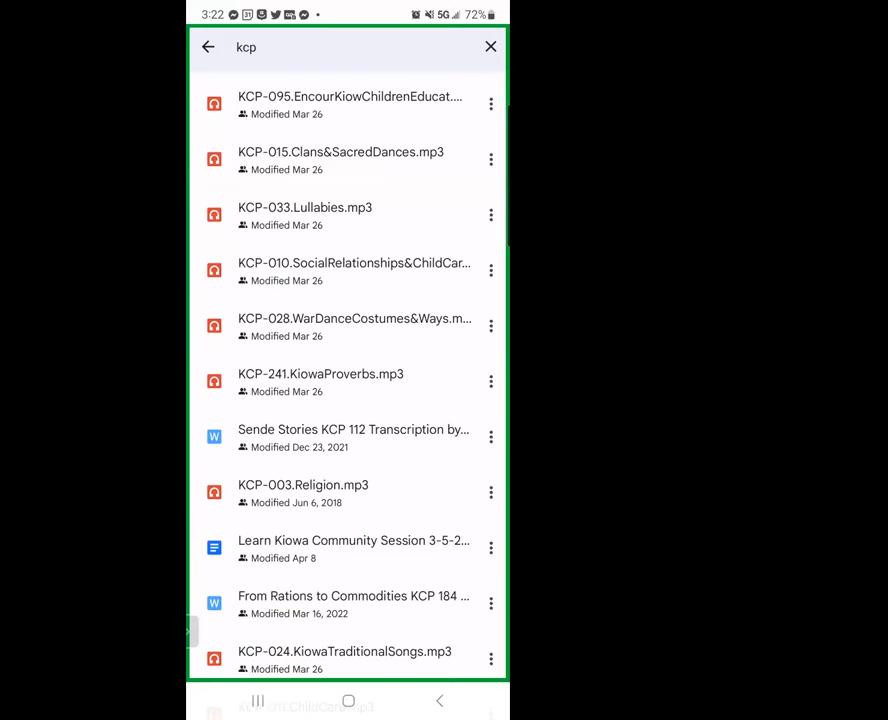 3:22 31 5G 72%
kcp
KCP-095.EncourKiowChildrenEducat....
Modified Mar 26
KCP-015.Clans&SacredDances.mp3
Modified Mar 26
KCP-033.Lullabies.mp3
Modified Mar 26
KCP-010.SocialRelationships&ChildCar...
Modified Mar 26
KCP-028.WarDanceCostumes&Ways.m...
Modified Mar 26
KCP-241.KiowaProverbs.mp3
Modified Mar 26
W
Sende Stories KCP 112 Transcription by...
Modified Dec 23, 2021
KCP-003.Religion.mp3
Modified Jun 6, 2018
Learn Kiowa Community Session 3-5-2...
Modified Apr 8
W
From Rations to Commodities KCP 184 ...
Modified Mar 16, 2022
KCP-024.KiowaTraditionalSongs.mp3
Modified Mar 26